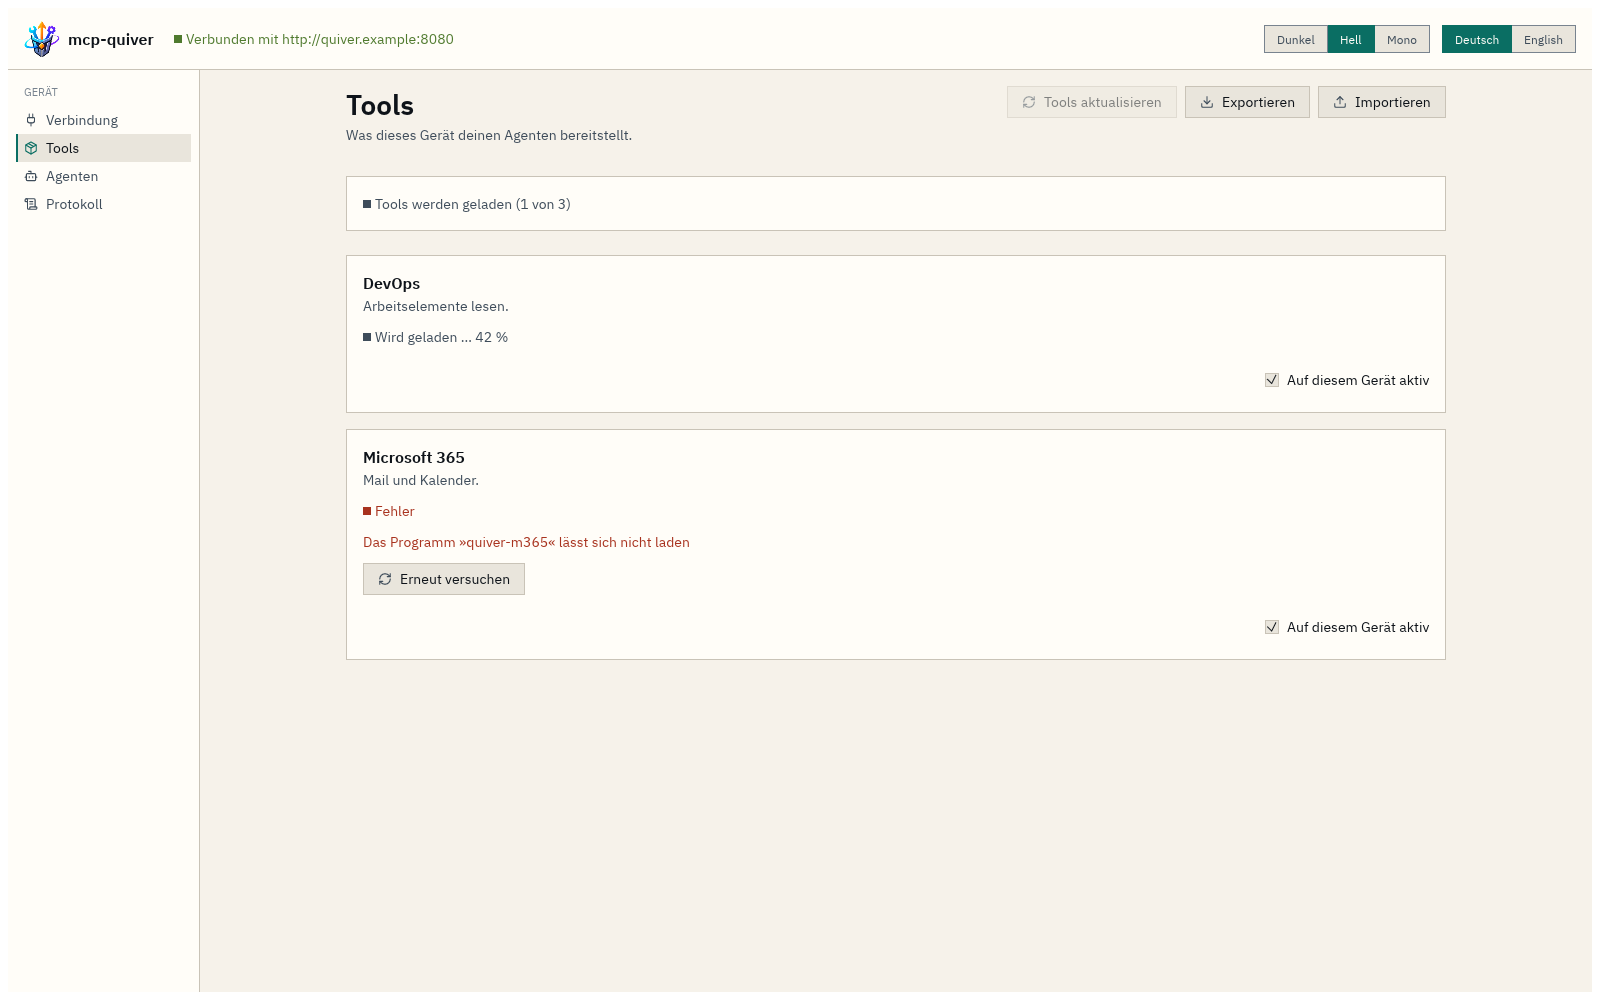 mcp-quiver
Verbunden mit http://quiver.example:8080
Dunkel Hell Mono Deutsch English
GERÄT
Verbindung
Tools
Agenten
Protokoll
Tools
Was dieses Gerät deinen Agenten bereitstellt.
Tools aktualisieren Exportieren Importieren
Tools werden geladen (1 von 3)
DevOps
Arbeitselemente lesen.
Wird geladen … 42 %
Auf diesem Gerät aktiv
Microsoft 365
Mail und Kalender.
Fehler
Das Programm »quiver-m365« lässt sich nicht laden
Erneut versuchen
Auf diesem Gerät aktiv